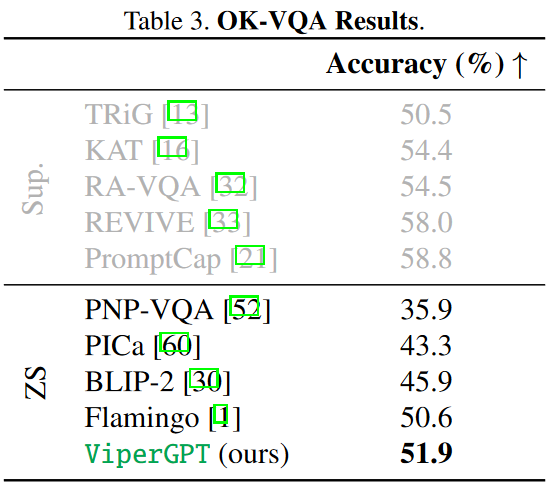 Table 3. OK-VQA Results.
Accuracy (%) ↑
Sup.
TRiG [13] 50.5
KAT [16] 54.4
RA-VQA [32] 54.5
REVIVE [33] 58.0
PromptCap [21] 58.8
ZS
PNP-VQA [52] 35.9
PICa [60] 43.3
BLIP-2 [30] 45.9
Flamingo [1] 50.6
ViperGPT (ours) 51.9